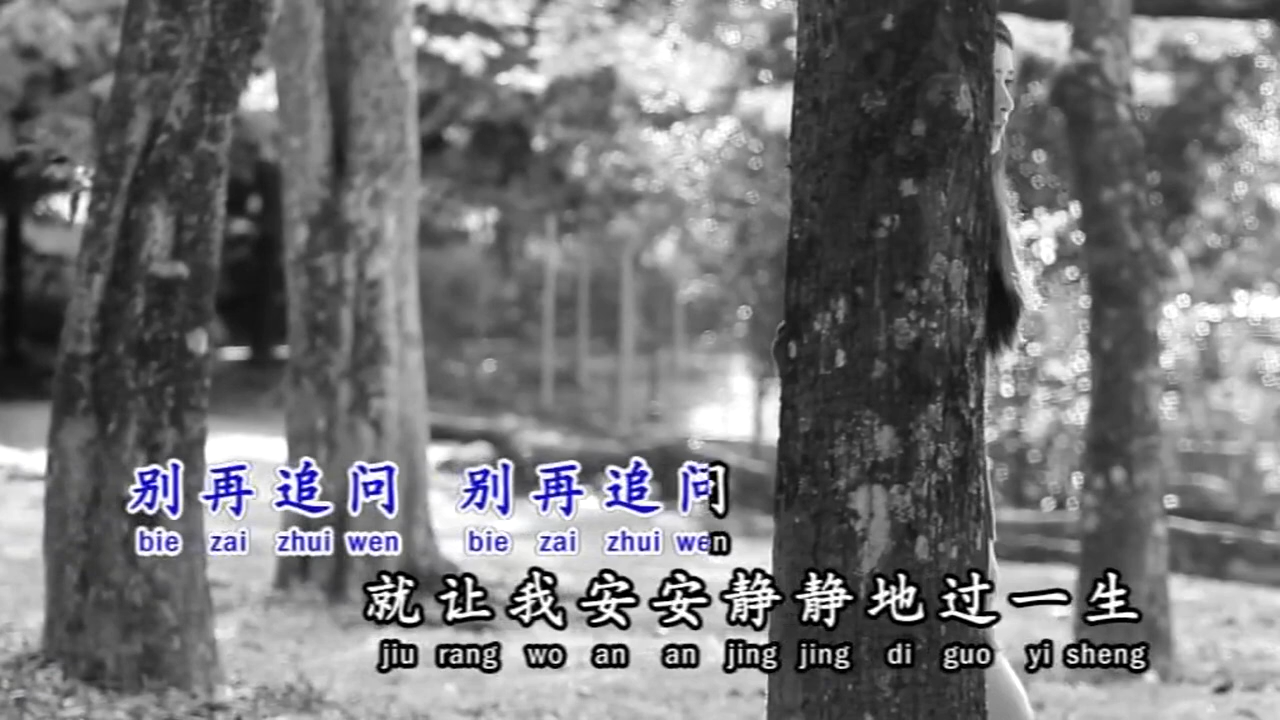 别再追问 别再追问
bie zai zhui wen bie zai zhui wen
就让我安安静静地过一生
jiu rang wo an an jing jing di guo yi sheng